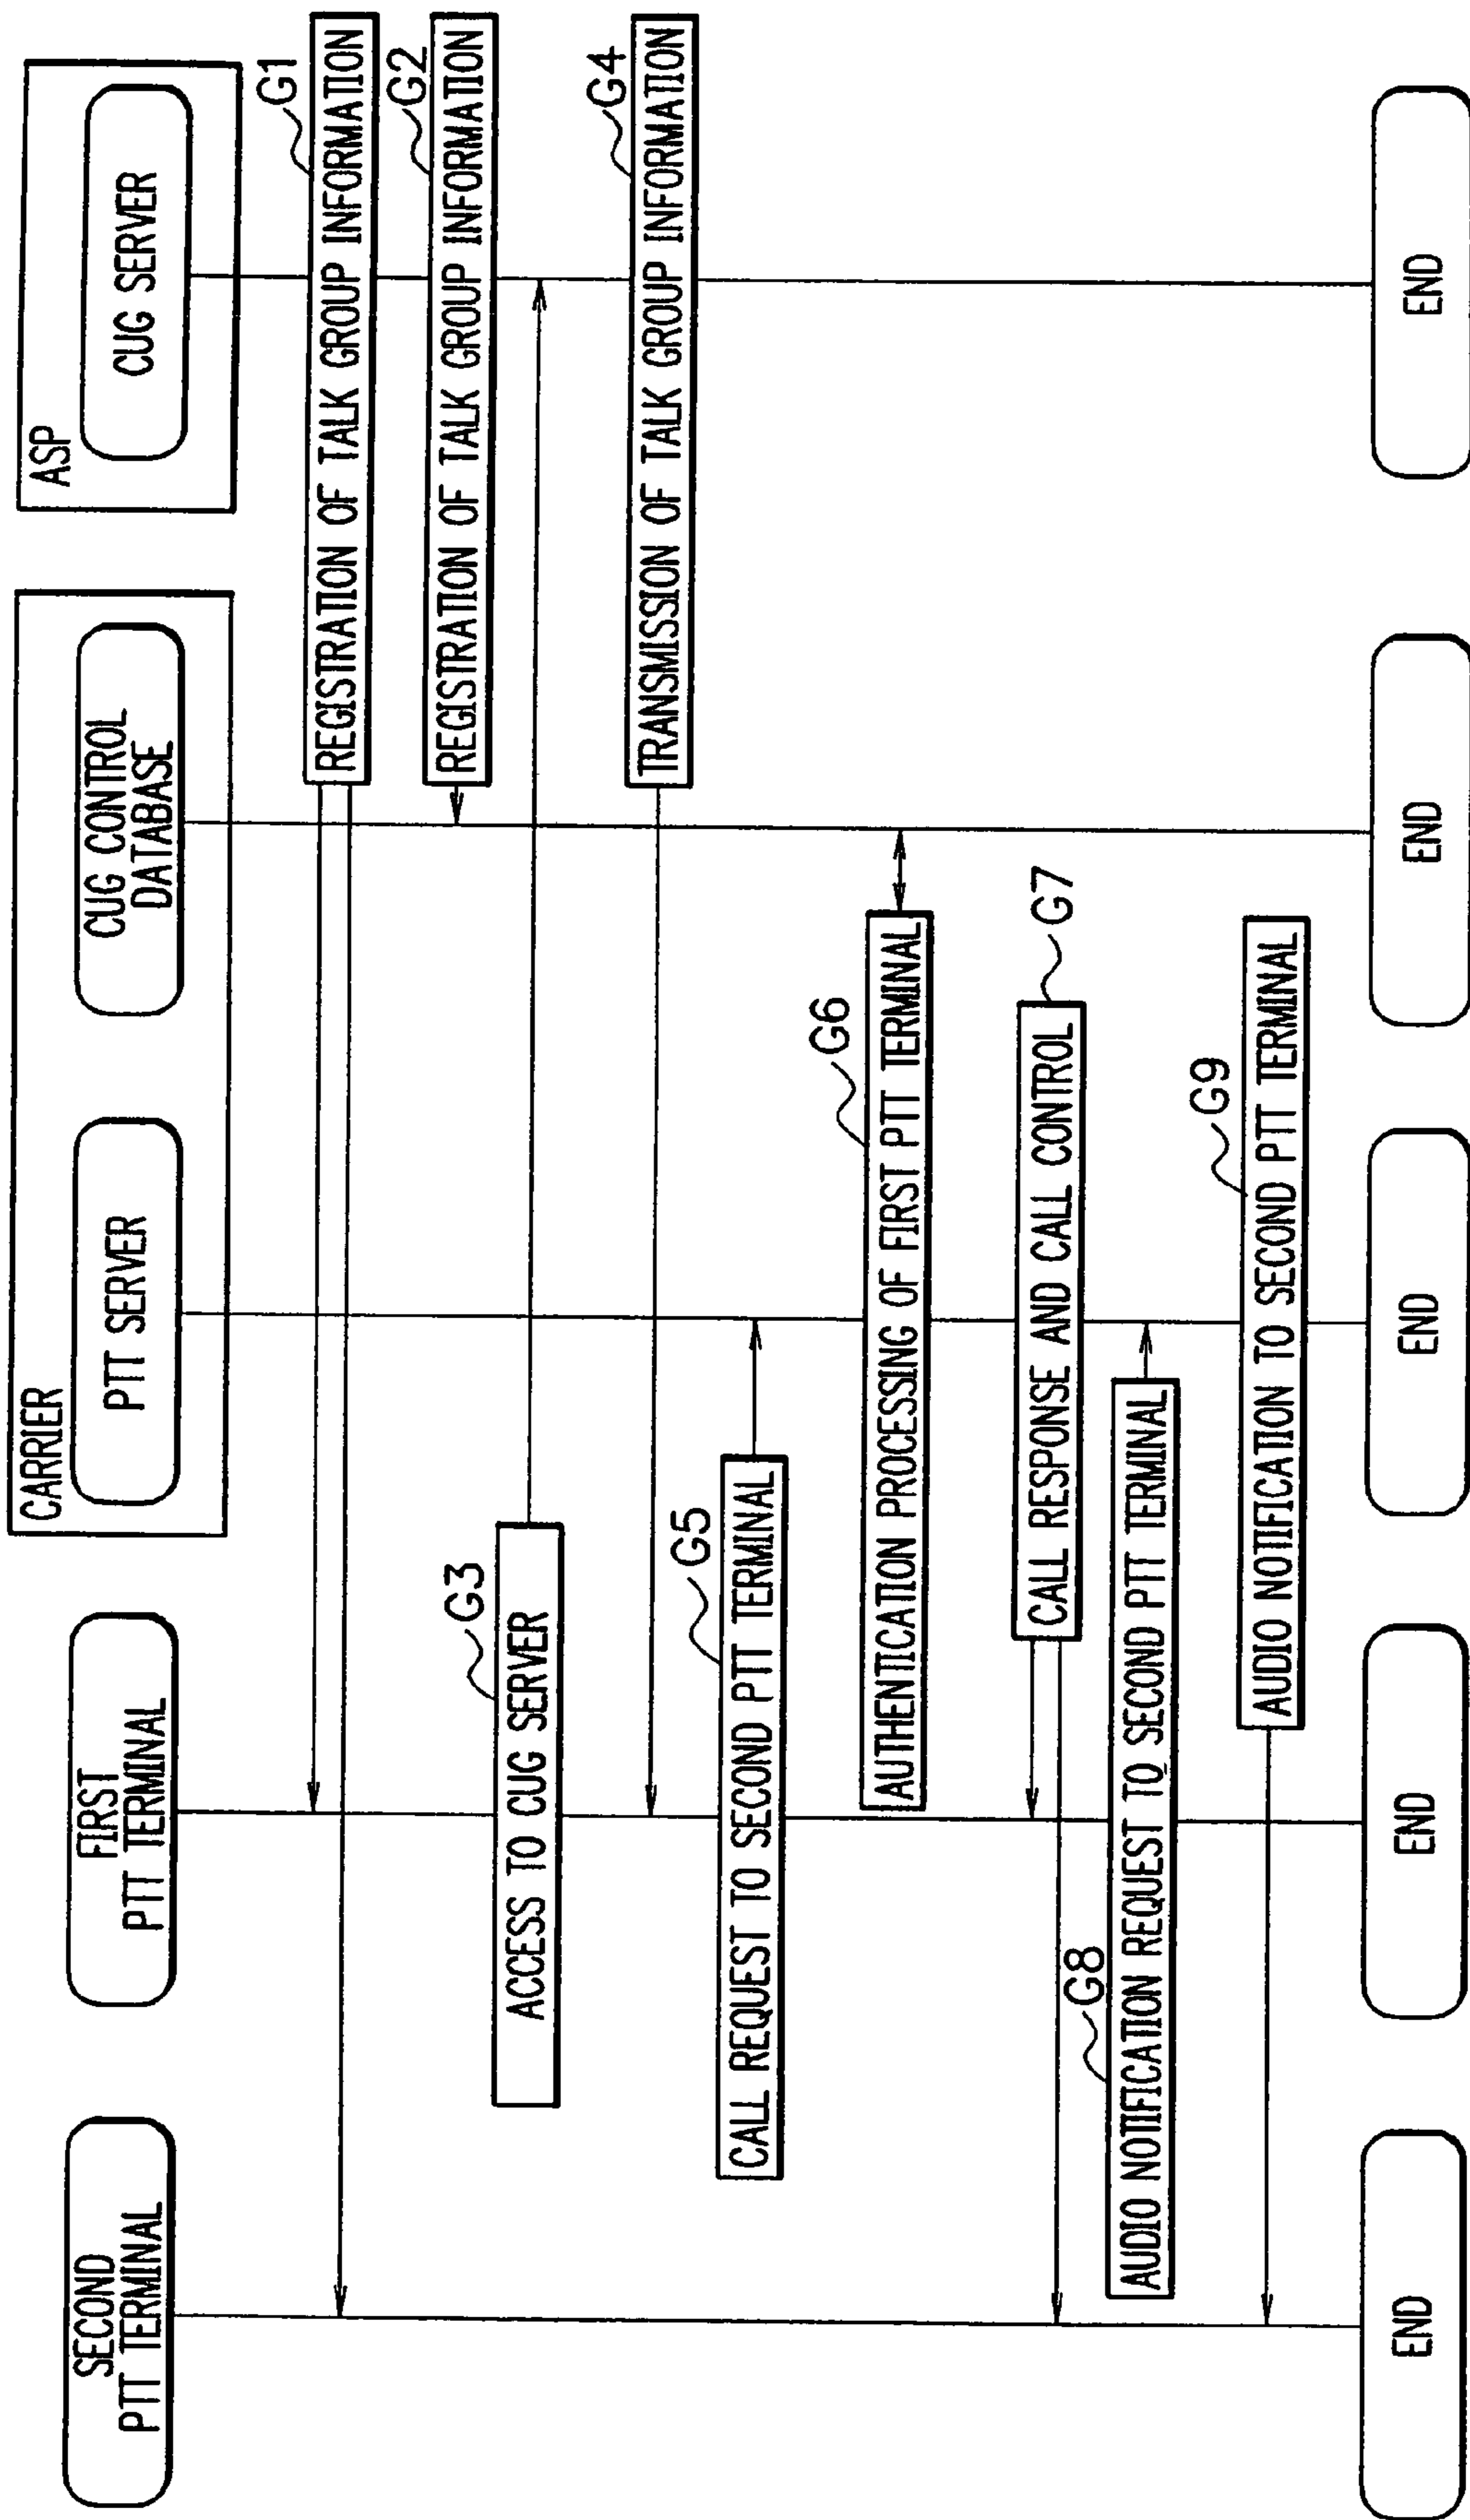 SECOND
PTT TERMINAL
FIRST
PTT TERMINAL
CARRIER
PTT SERVER
CUG CONTROL
DATABASE
ASP
CUG SERVER
G1
REGISTRATION OF TALK GROUP INFORMATION
G2
REGISTRATION OF TALK GROUP INFORMATION
G3
ACCESS TO CUG SERVER
G4
TRANSMISSION OF TALK GROUP INFORMATION
G5
CALL REQUEST TO SECOND PTT TERMINAL
G6
AUTHENTICATION PROCESSING OF FIRST PTT TERMINAL
G7
CALL RESPONSE AND CALL CONTROL
G8
AUDIO NOTIFICATION REQUEST TO SECOND PTT TERMINAL
G9
AUDIO NOTIFICATION TO SECOND PTT TERMINAL
END
END
END
END
END